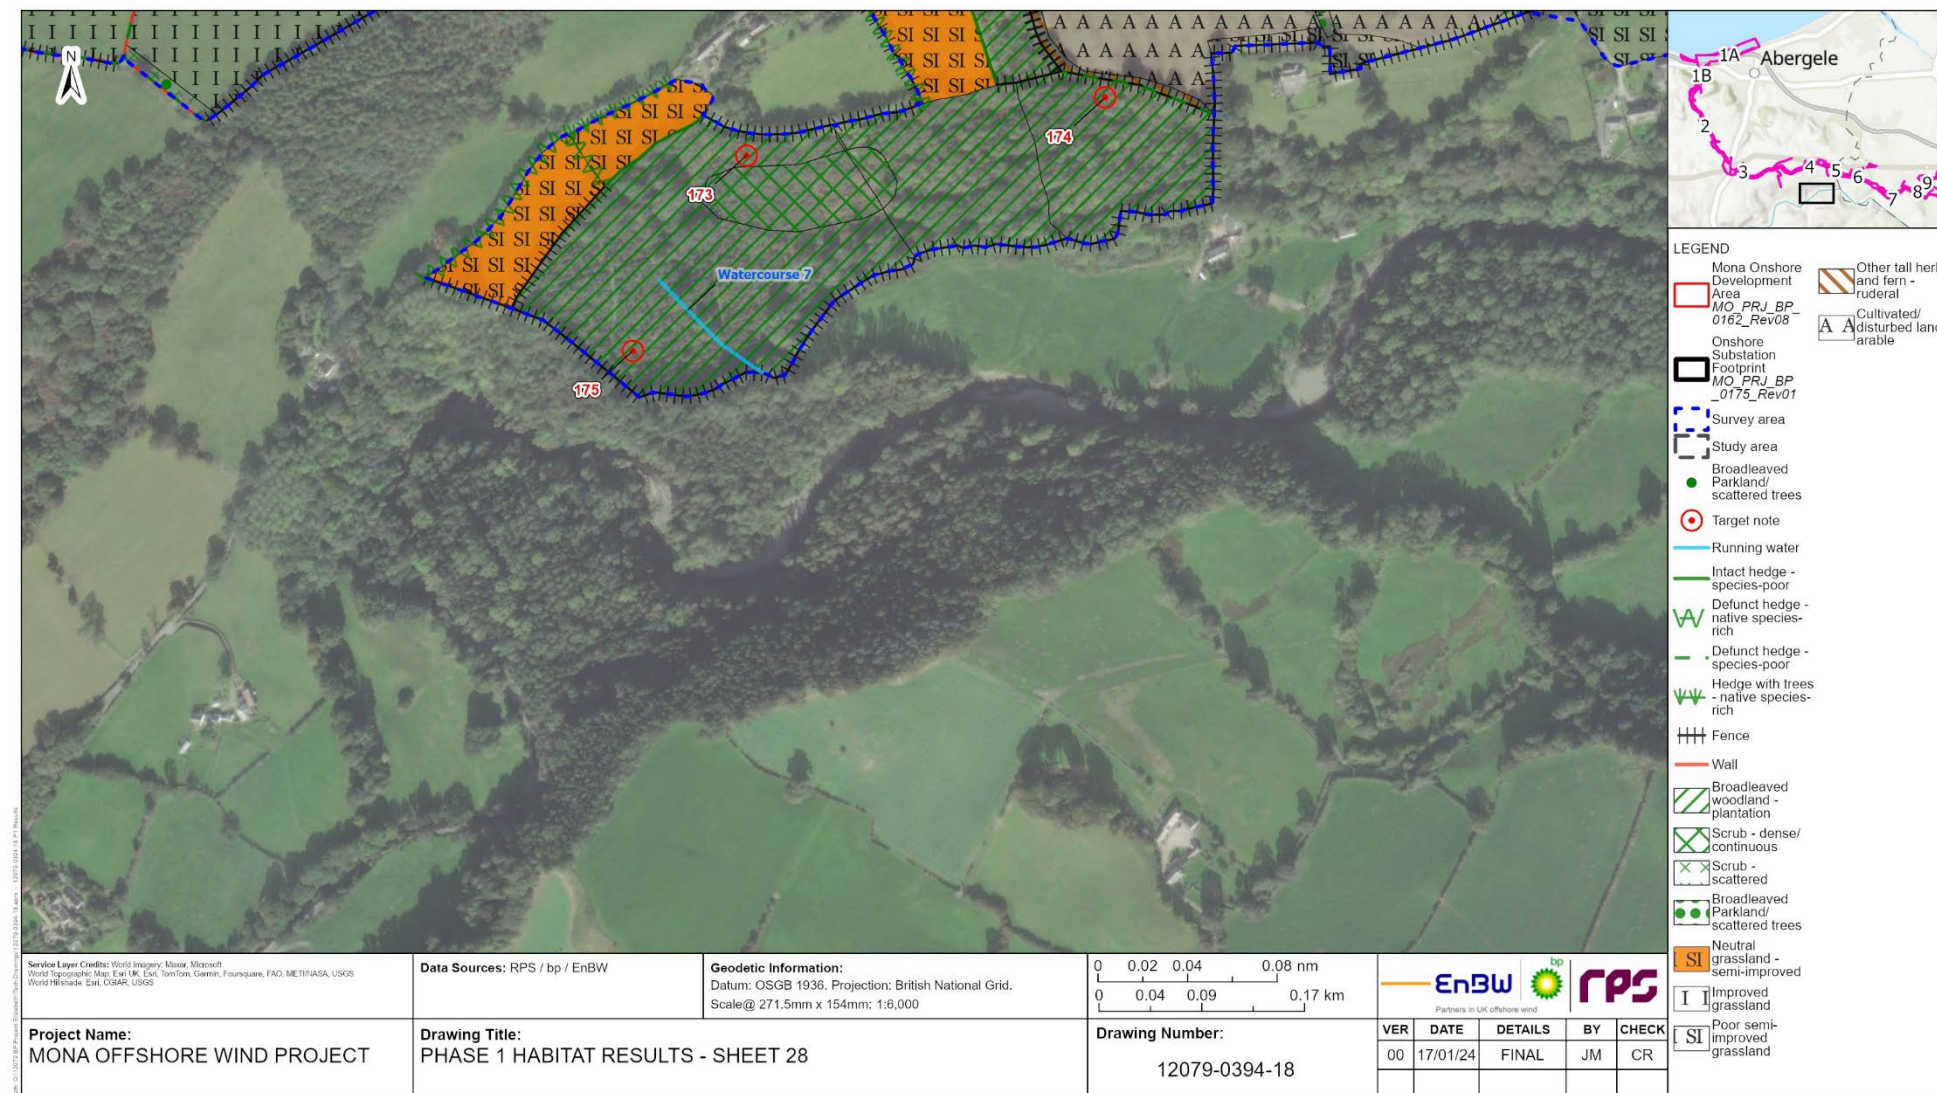 N
173
174
175
Watercourse 7
Abergele
1A
1B
2
3
4
5
6
7
8
9
LEGEND
Mona Onshore
Development
Area
MO_PRJ_BP_
0162_Rev08
Onshore
Substation
Footprint
MO_PRJ_BP
_0175_Rev01
Survey area
Study area
Broadleaved
Parkland/
scattered trees
Target note
Running water
Intact hedge -
species-poor
Defunct hedge -
native species-
rich
Defunct hedge -
species-poor
Hedge with trees
- native species-
rich
Fence
Wall
Broadleaved
woodland -
plantation
Scrub - dense/
continuous
Scrub -
scattered
Broadleaved
Parkland/
scattered trees
SI
Neutral
grassland -
semi-improved
I I
Improved
grassland
SI
Poor semi-
improved
grassland
Other tall herb
and fern -
ruderal
A A
Cultivated/
disturbed land
arable
Service Layer Credits: World Imagery: Maxar, Microsoft
World Topographic Map: Esri UK, Esri, TomTom, Garmin, Foursquare, FAO, METI/NASA, USGS
World Hillshade: Esri, CGIAR, USGS
Data Sources: RPS / bp / EnBW
Geodetic Information:
Datum: OSGB 1936. Projection: British National Grid.
Scale@ 271.5mm x 154mm: 1:6,000
0 0.02 0.04 0.08 nm
0 0.04 0.09 0.17 km
EnBW
Partners in UK offshore wind
bp
rps
Project Name:
MONA OFFSHORE WIND PROJECT
Drawing Title:
PHASE 1 HABITAT RESULTS - SHEET 28
Drawing Number:
12079-0394-18
VER DATE DETAILS BY CHECK
00 17/01/24 FINAL JM CR